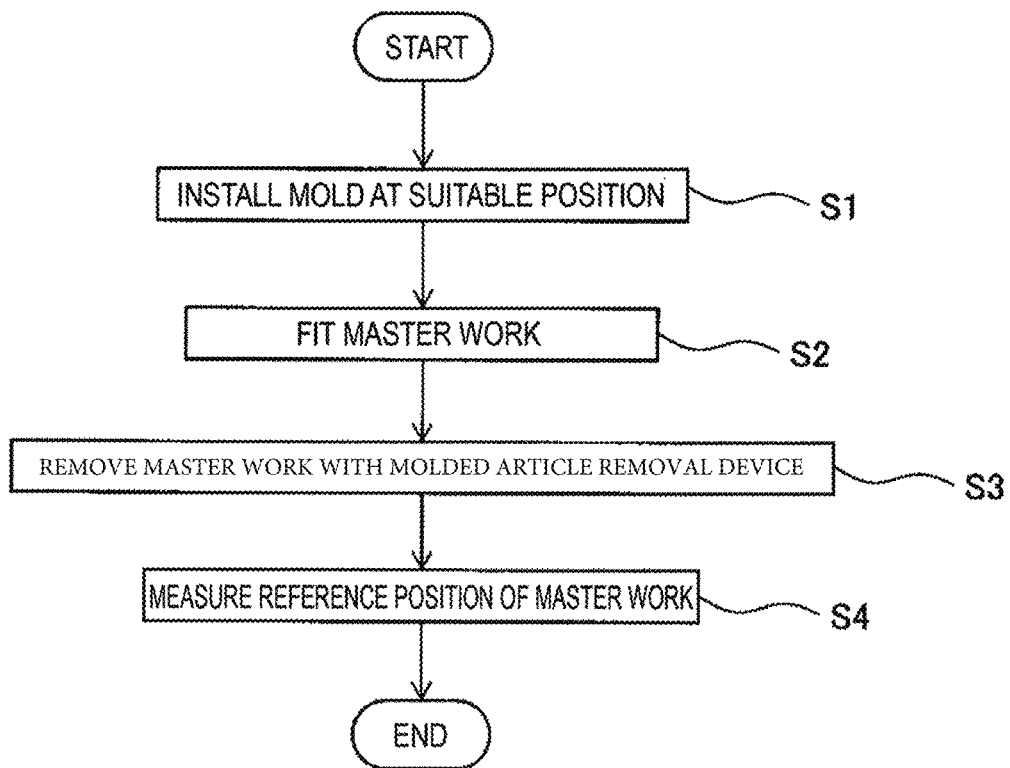 START
INSTALL MOLD AT SUITABLE POSITION
S1
FIT MASTER WORK
S2
REMOVE MASTER WORK WITH MOLDED ARTICLE REMOVAL DEVICE
S3
MEASURE REFERENCE POSITION OF MASTER WORK
S4
END